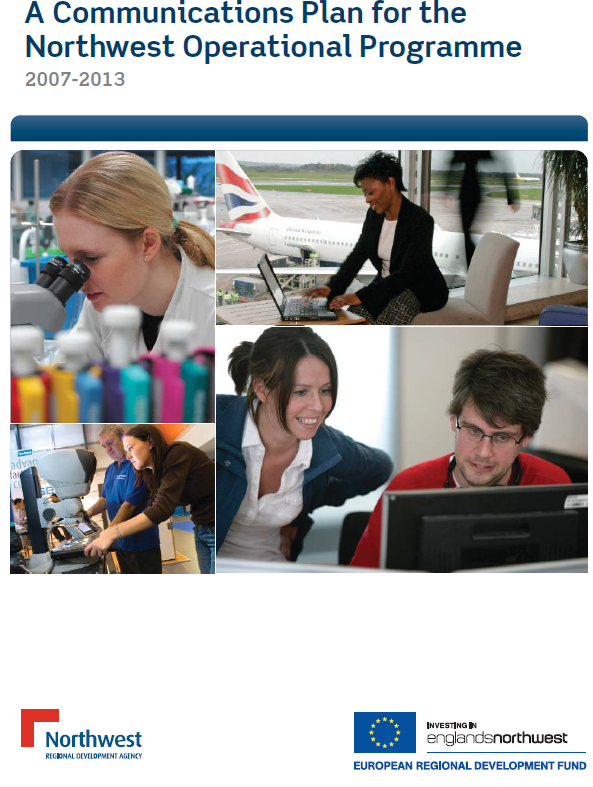 A Communications Plan for the
Northwest Operational Programme
2007-2013
advan
Northwest
REGIONAL DEVELOPMENT AGENCY
INVESTING IN
englandsnorthwest
EUROPEAN REGIONAL DEVELOPMENT FUND